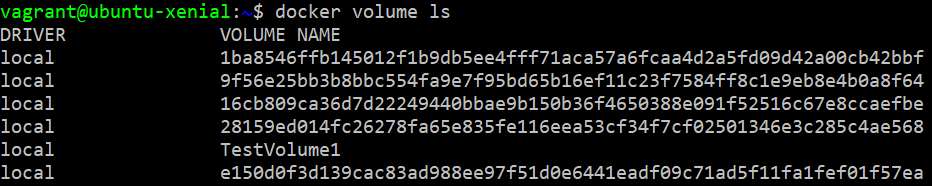 vagrant@ubuntu-xenial:~$ docker volume ls
DRIVER VOLUME NAME
local 1ba8546ffb145012f1b9db5ee4fff71aca57a6fcaa4d2a5fd09d42a00cb42bbf
local 9f56e25bb3b8bbc554fa9e7f95bd65b16ef11c23f7584ff8c1e9eb8e4b0a8f64
local 16cb809ca36d7d22249440bbae9b150b36f4650388e091f52516c67e8ccaefbe
local 28159ed014fc26278fa65e835fe116eea53cf34f7cf02501346e3c285c4ae568
local TestVolume1
local e150d0f3d139cac83ad988ee97f51d0e6441eadf09c71ad5f11fa1fef01f57ea